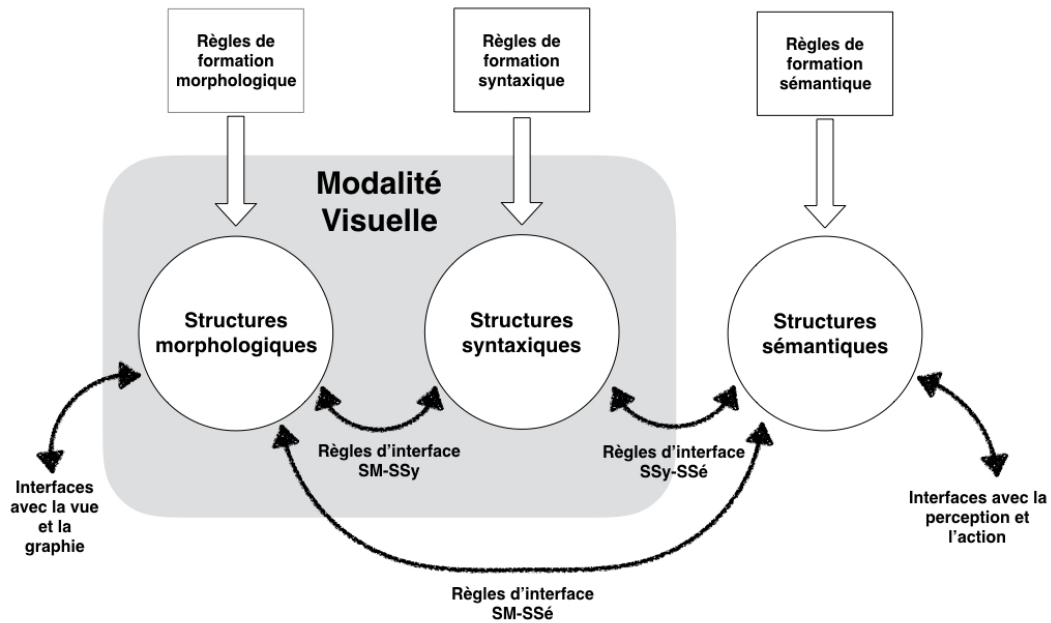 Règles de
formation
morphologique
Règles de
formation
syntaxique
Règles de
formation
sémantique
Modalité
Visuelle
Structures
morphologiques
Structures
syntaxiques
Structures
sémantiques
Règles d'interface
SM-SSy
Règles d'interface
SSy-SSé
Interfaces
avec la vue
et la
graphie
Interfaces avec la
perception et
l'action
Règles d'interface
SM-SSé